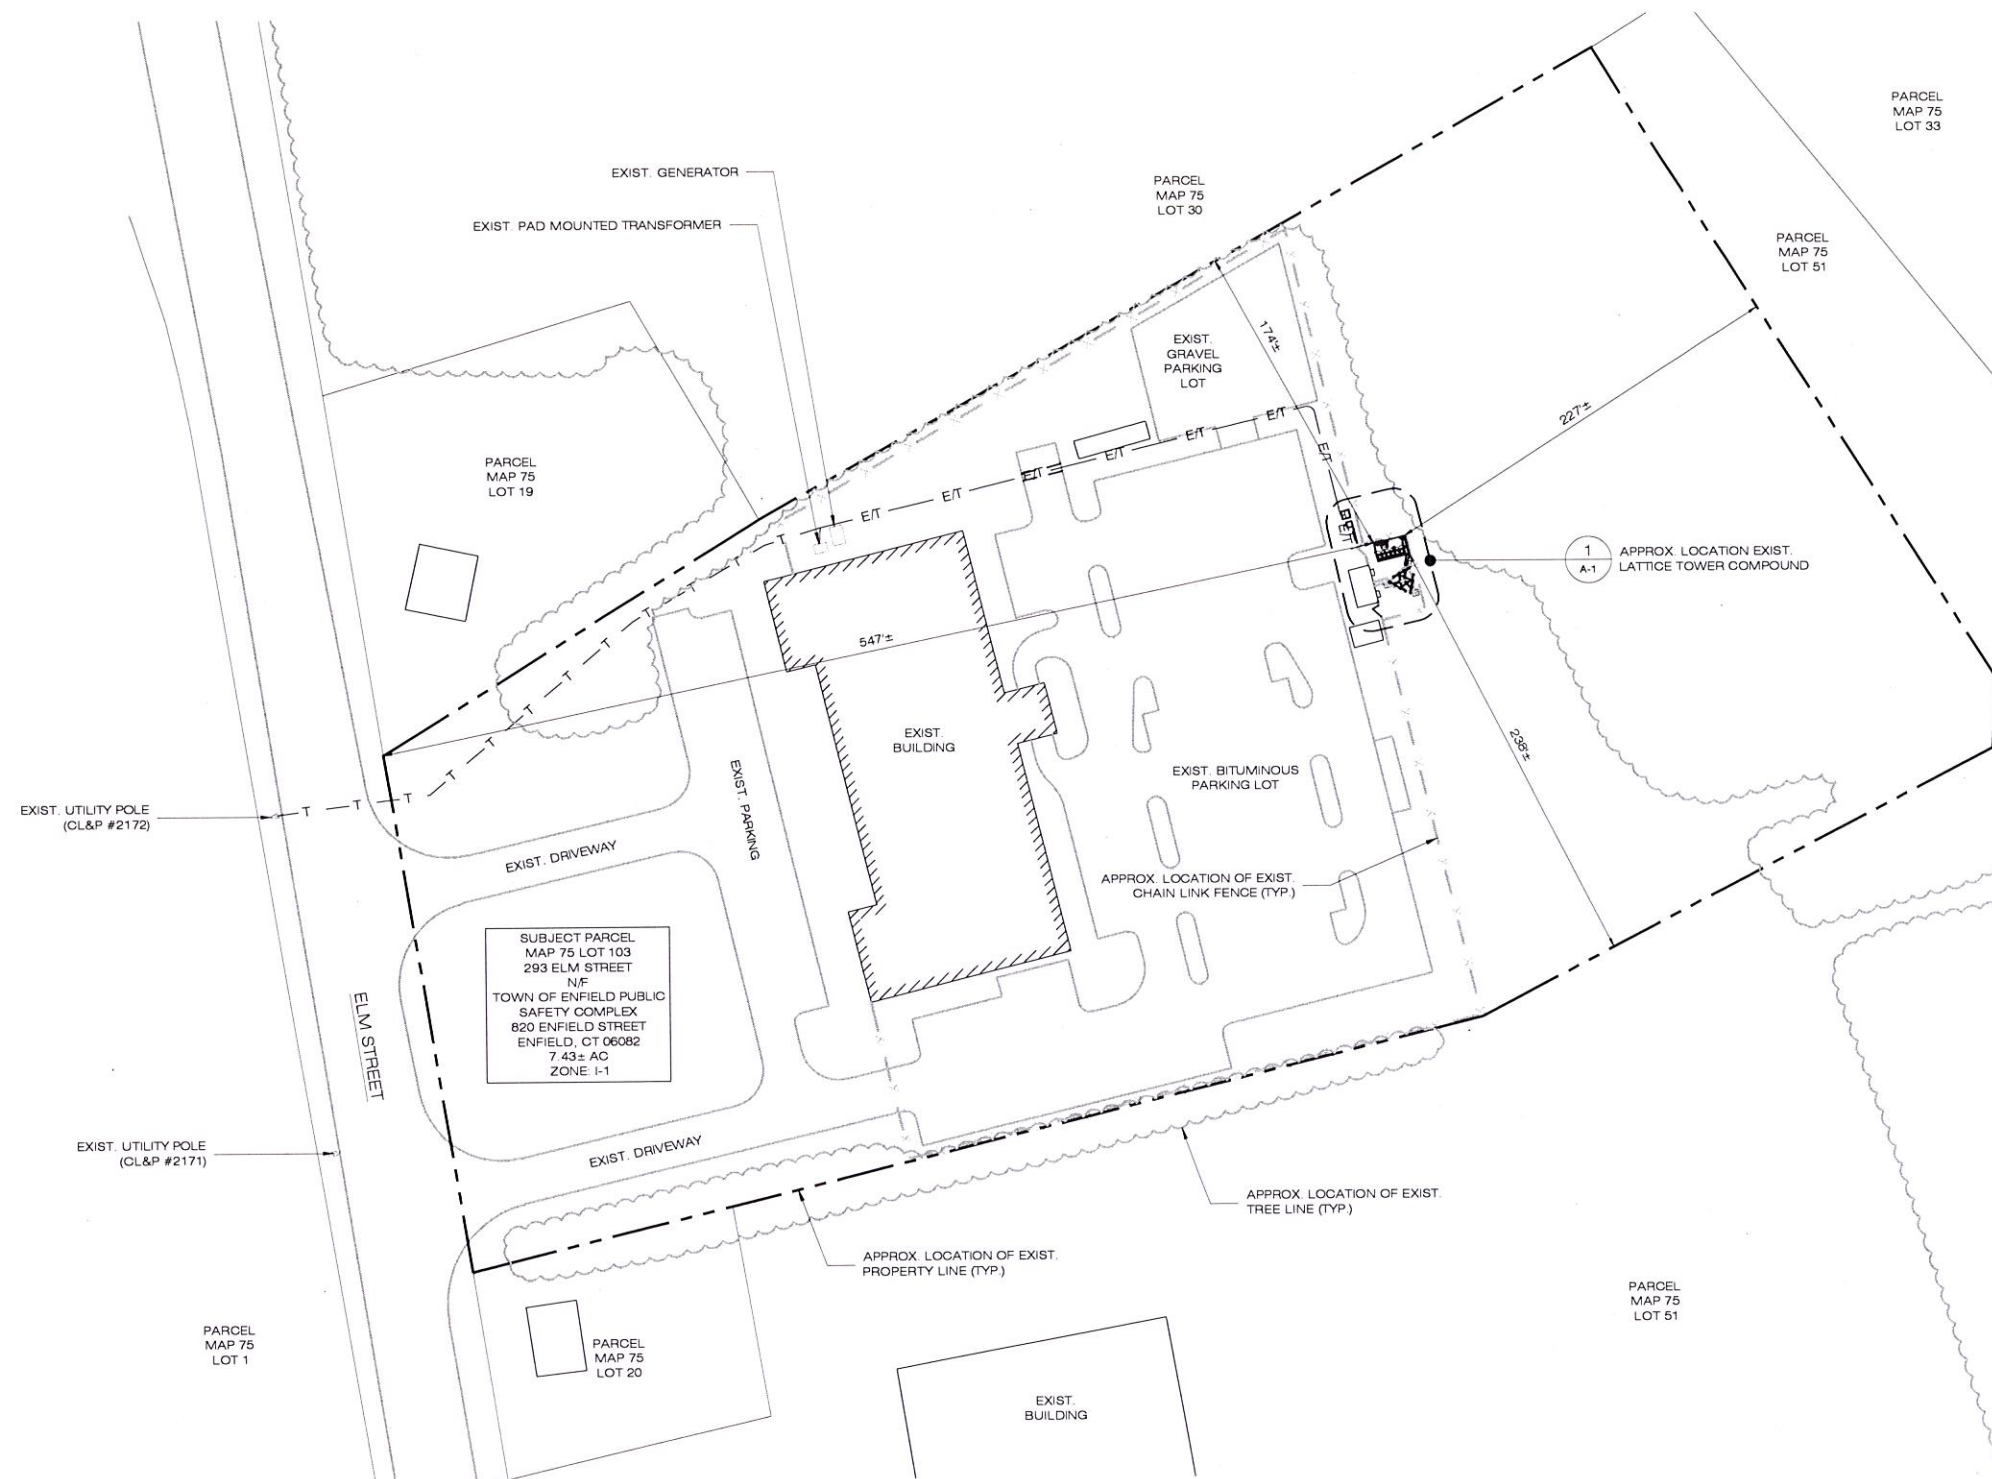 PARCEL
MAP 75
LOT 33
EXIST. GENERATOR
PARCEL
MAP 75
LOT 30
EXIST. PAD MOUNTED TRANSFORMER
PARCEL
MAP 75
LOT 51
EXIST.
GRAVEL
PARKING
LOT
174'±
227'±
E/T
E/T
E/T
E/T
E/T
E/T
E/T
E/T
PARCEL
MAP 75
LOT 19
1
A-1
APPROX. LOCATION EXIST.
LATTICE TOWER COMPOUND
T
T
T
T
T
T
T
T
T
T
T
547'±
EXIST.
BUILDING
238'±
EXIST. BITUMINOUS
PARKING LOT
EXIST. PARKING
EXIST. UTILITY POLE
(CL&P #2172)
EXIST. DRIVEWAY
APPROX. LOCATION OF EXIST.
CHAIN LINK FENCE (TYP.)
SUBJECT PARCEL
MAP 75 LOT 103
293 ELM STREET
N/F
TOWN OF ENFIELD PUBLIC
SAFETY COMPLEX
820 ENFIELD STREET
ENFIELD, CT 06082
7.43± AC
ZONE: I-1
ELM STREET
EXIST. UTILITY POLE
(CL&P #2171)
EXIST. DRIVEWAY
APPROX. LOCATION OF EXIST.
TREE LINE (TYP.)
APPROX. LOCATION OF EXIST.
PROPERTY LINE (TYP.)
PARCEL
MAP 75
LOT 51
PARCEL
MAP 75
LOT 1
PARCEL
MAP 75
LOT 20
EXIST.
BUILDING